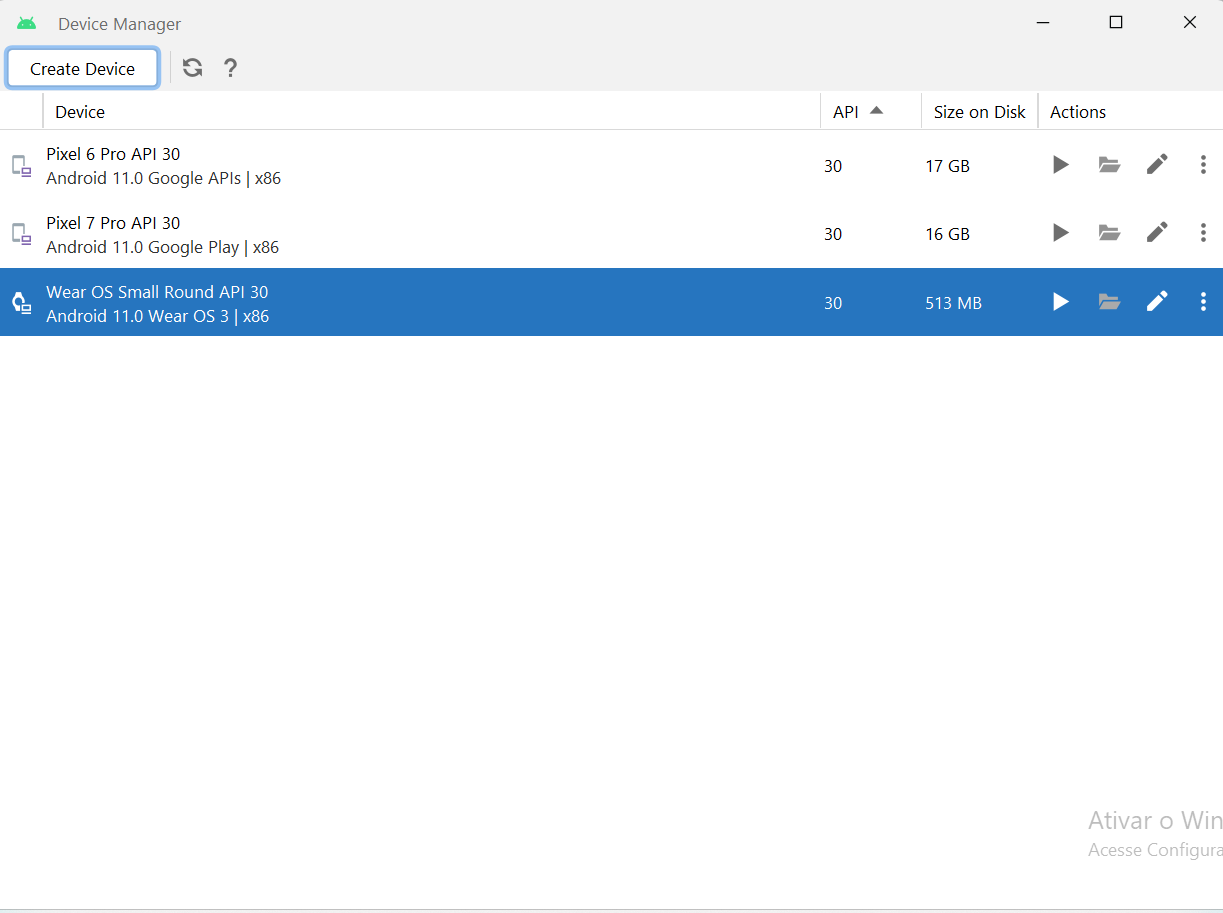 Device Manager
Create Device
?
Device API Size on Disk Actions
Pixel 6 Pro API 30
Android 11.0 Google APIs | x86
30 17 GB
Pixel 7 Pro API 30
Android 11.0 Google Play | x86
30 16 GB
Wear OS Small Round API 30
Android 11.0 Wear OS 3 | x86
30 513 MB
Ativar o Win
Acesse Configura